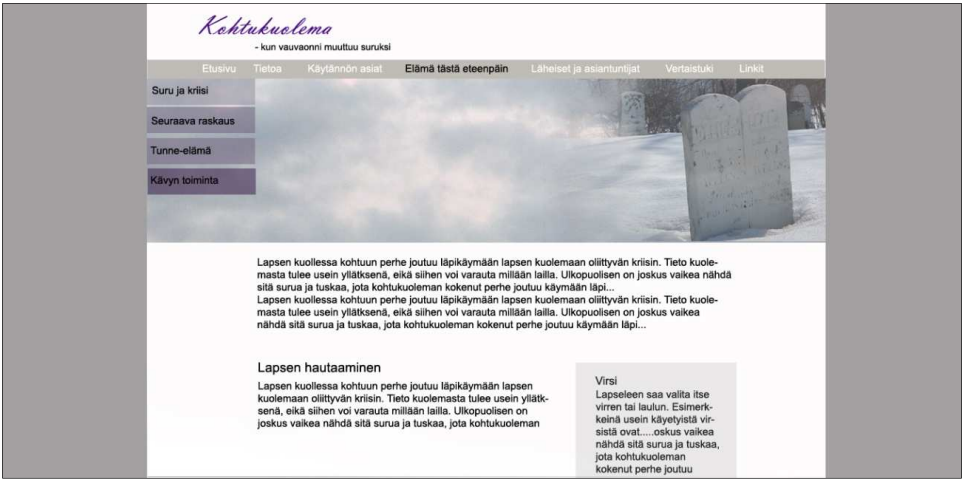 Kohtukuolema
- kun vauvaonni muuttuu suruksi
Etusivu Tietoa Käytännön asiat Elämä tästä eteenpäin Läheiset ja asiantuntijat Vertaistuki Linkit
Suru ja kriisi
Seuraava raskaus
Tunne-elämä
Kävyn toiminta
Lapsen kuollessa kohtuun perhe joutuu läpikäymään lapsen kuolemaan oliittyvän kriisin. Tieto kuole-
masta tulee usein yllätksenä, eikä siihen voi varauta millään lailla. Ulkopuolisen on joskus vaikea nähdä
sitä surua ja tuskaa, jota kohtukuoleman kokenut perhe joutuu käymään läpi...
Lapsen kuollessa kohtuun perhe joutuu läpikäymään lapsen kuolemaan oliittyvän kriisin. Tieto kuole-
masta tulee usein yllätksenä, eikä siihen voi varauta millään lailla. Ulkopuolisen on joskus vaikea
nähdä sitä surua ja tuskaa, jota kohtukuoleman kokenut perhe joutuu käymään läpi...
Lapsen hautaaminen
Lapsen kuollessa kohtuun perhe joutuu läpikäymään lapsen
kuolemaan oliittyvän kriisin. Tieto kuolemasta tulee usein yllätk-
senä, eikä siihen voi varauta millään lailla. Ulkopuolisen on
joskus vaikea nähdä sitä surua ja tuskaa, jota kohtukuoleman
Virsi
Lapseleen saa valita itse
virren tai laulun. Esimerk-
keinä usein käyetyistä vir-
sistä ovat.....oskus vaikea
nähdä sitä surua ja tuskaa,
jota kohtukuoleman
kokenut perhe joutuu